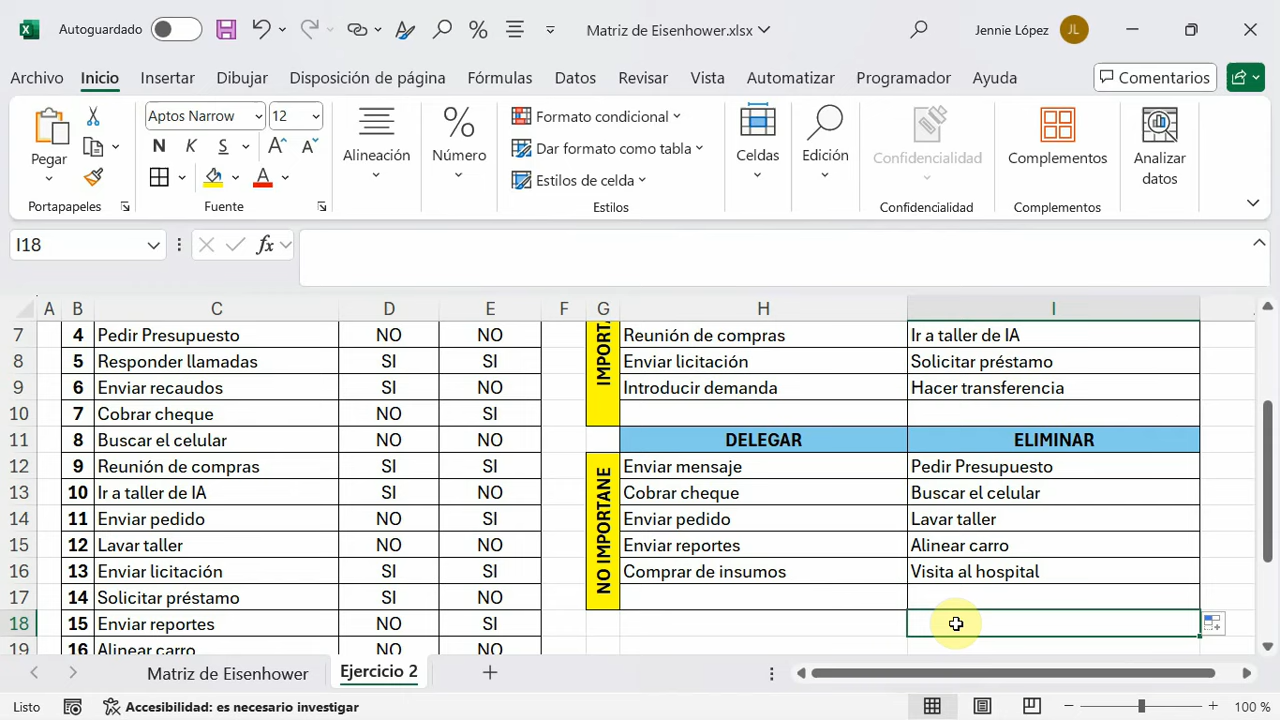 Autoguardado
Matriz de Eisenhower.xlsx
Jennie López
JL
Archivo Inicio Insertar Dibujar Disposición de página Fórmulas Datos Revisar Vista Automatizar Programador Ayuda
Comentarios
Pegar
Portapapeles
Aptos Narrow 12
N K S A A
A
Fuente
Alineación
%
Número
Formato condicional
Dar formato como tabla
Estilos de celda
Estilos
Celdas
Edición
Confidencialidad
Confidencialidad
Complementos
Complementos
Analizar datos
I18
fx
A B C D E F G H I
7 4 Pedir Presupuesto NO NO Reunión de compras Ir a taller de IA
8 5 Responder llamadas SI SI Enviar licitación Solicitar préstamo
9 6 Enviar recaudos SI NO Introducir demanda Hacer transferencia
10 7 Cobrar cheque NO SI
11 8 Buscar el celular NO NO DELEGAR ELIMINAR
12 9 Reunión de compras SI SI Enviar mensaje Pedir Presupuesto
13 10 Ir a taller de IA SI NO Cobrar cheque Buscar el celular
14 11 Enviar pedido NO SI Enviar pedido Lavar taller
15 12 Lavar taller NO NO Enviar reportes Alinear carro
16 13 Enviar licitación SI SI Comprar de insumos Visita al hospital
17 14 Solicitar préstamo SI NO
18 15 Enviar reportes NO SI
19 16 Alinear carro NO NO
IMPORTA
NO IMPORTANE
Matriz de Eisenhower Ejercicio 2
Listo
Accesibilidad: es necesario investigar
100 %